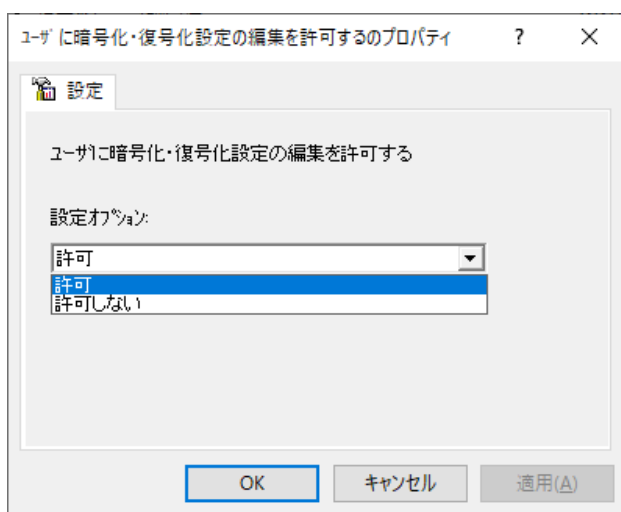 ユーザに暗号化・復号化設定の編集を許可するのプロパティ ? ×
設定
ユーザに暗号化・復号化設定の編集を許可する
設定オプション:
許可
許可
許可しない
OK キャンセル 適用(A)